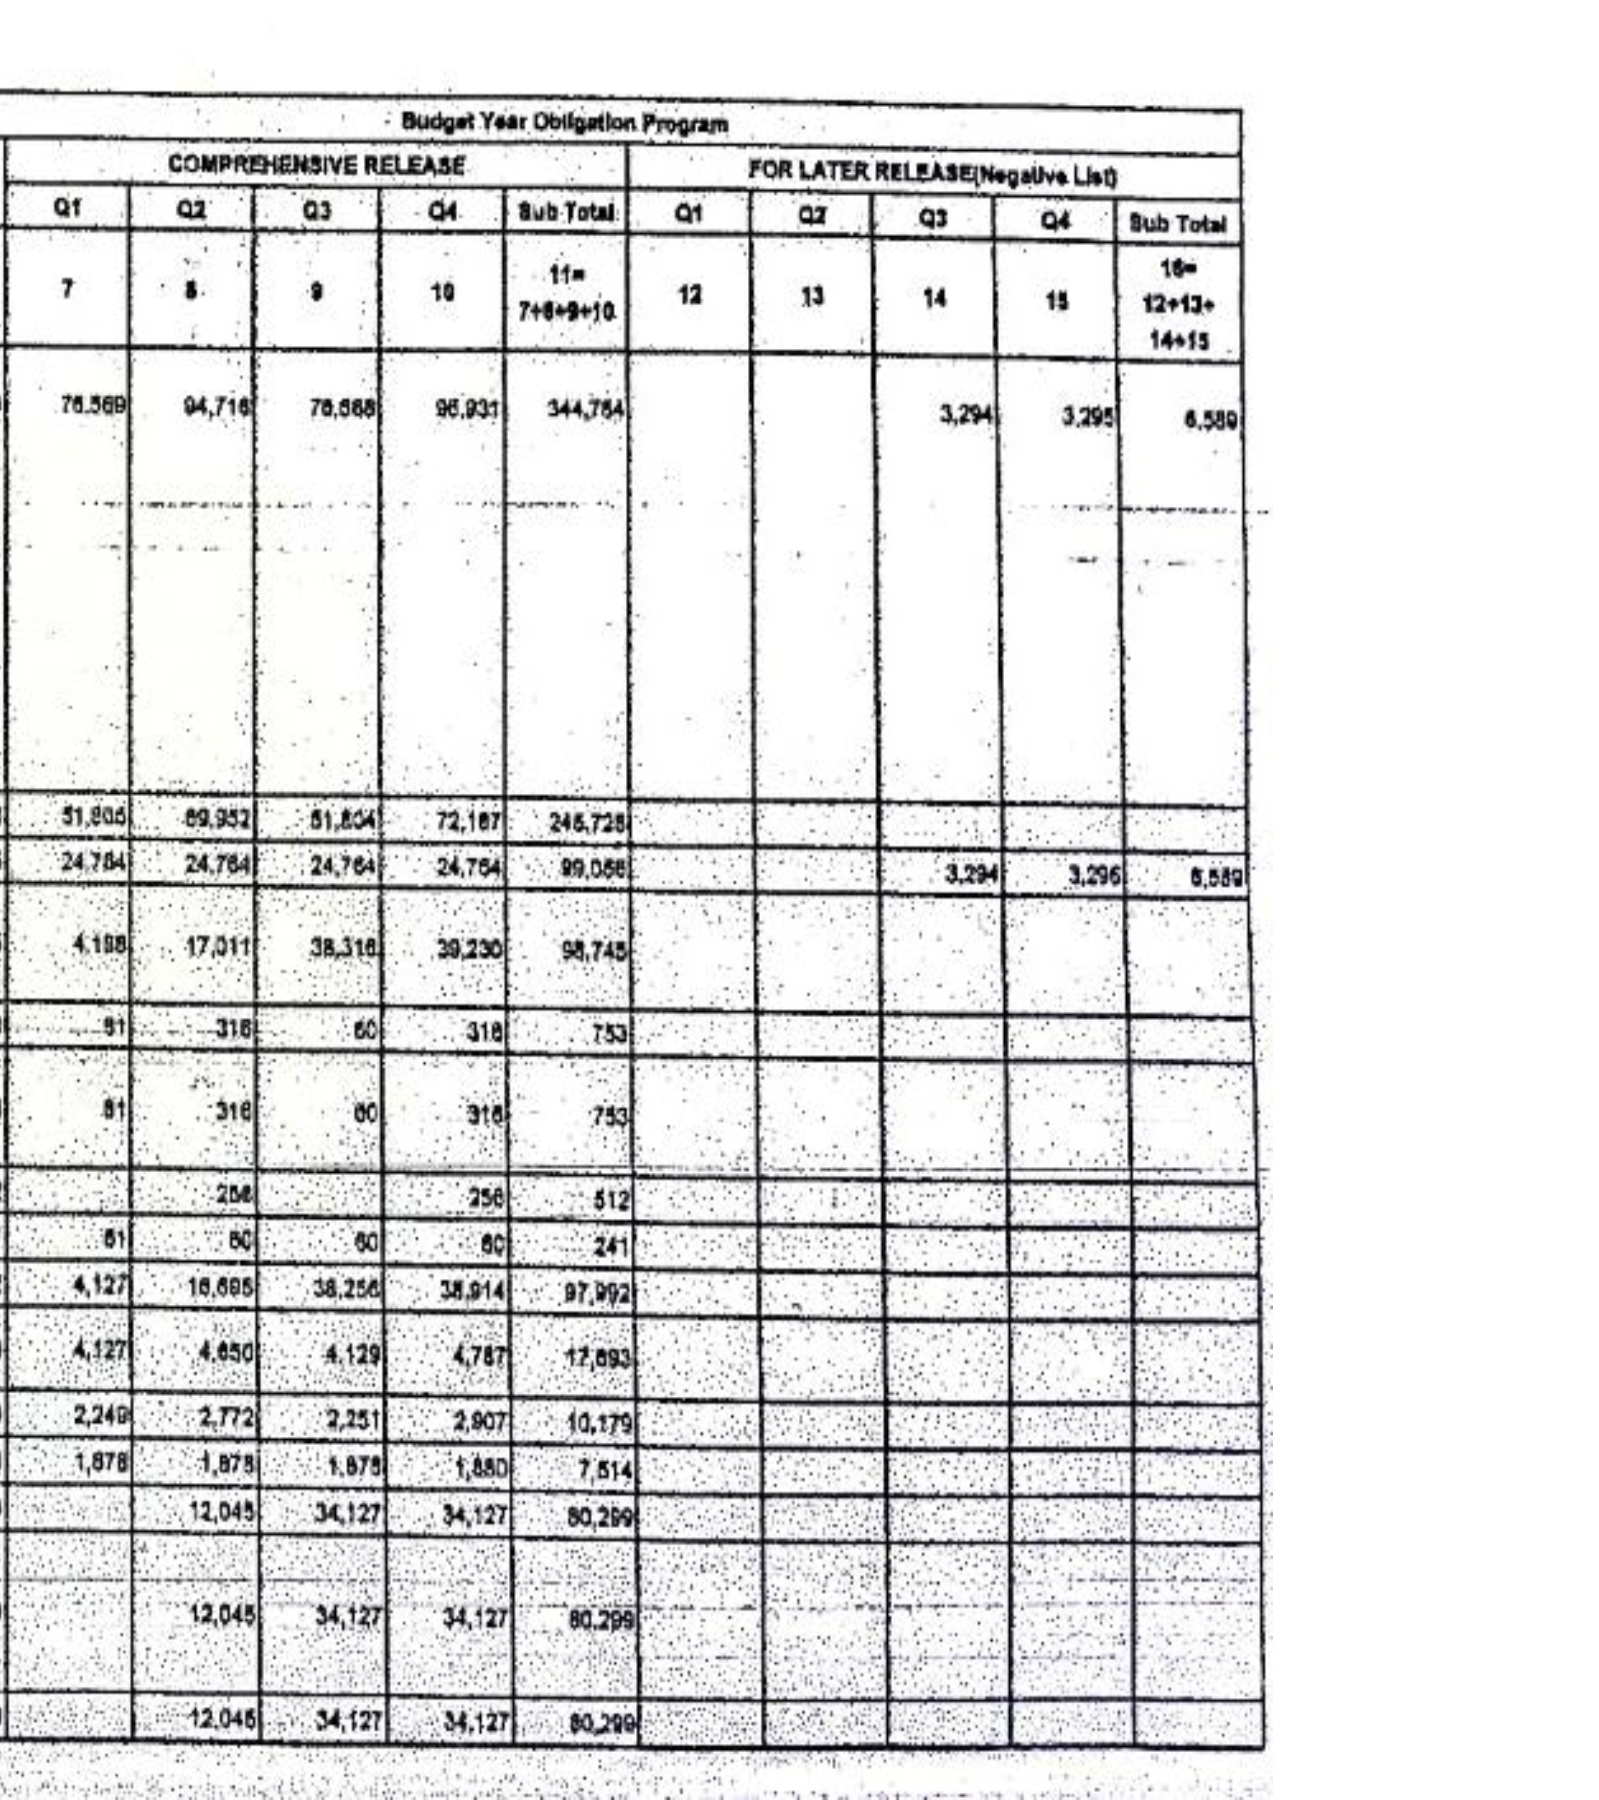 Budget Year Obligation Program
COMPREHENSIVE RELEASE FOR LATER RELEASE(Negative List)
Q1 Q2 Q3 Q4 Sub Total Q1 Q2 Q3 Q4 Sub Total
7 8 9 10 11= 7+8+9+10 12 13 14 15 16= 12+13+ 14+15
76,569 94,716 76,568 96,931 344,784 3,294 3,295 6,589
51,805 69,952 51,804 72,167 245,728
24,764 24,764 24,764 24,764 99,056 3,294 3,295 6,589
4,188 17,011 38,316 39,230 98,745
61 316 60 316 753
61 316 60 316 753
256 256 512
61 60 60 60 241
4,127 16,695 38,256 38,914 97,992
4,127 4,650 4,129 4,787 17,693
2,249 2,772 2,251 2,907 10,179
1,878 1,878 1,878 1,880 7,514
12,045 34,127 34,127 80,299
12,045 34,127 34,127 80,299
12,045 34,127 34,127 80,299